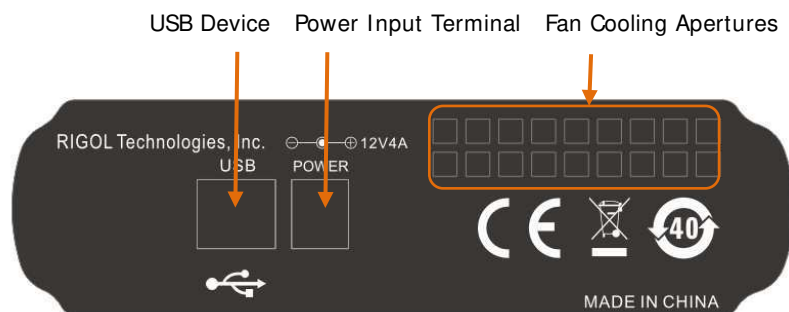 USB Device Power Input Terminal Fan Cooling Apertures
RIGOL Technologies, Inc. 12V4A
USB POWER
CE 40
MADE IN CHINA